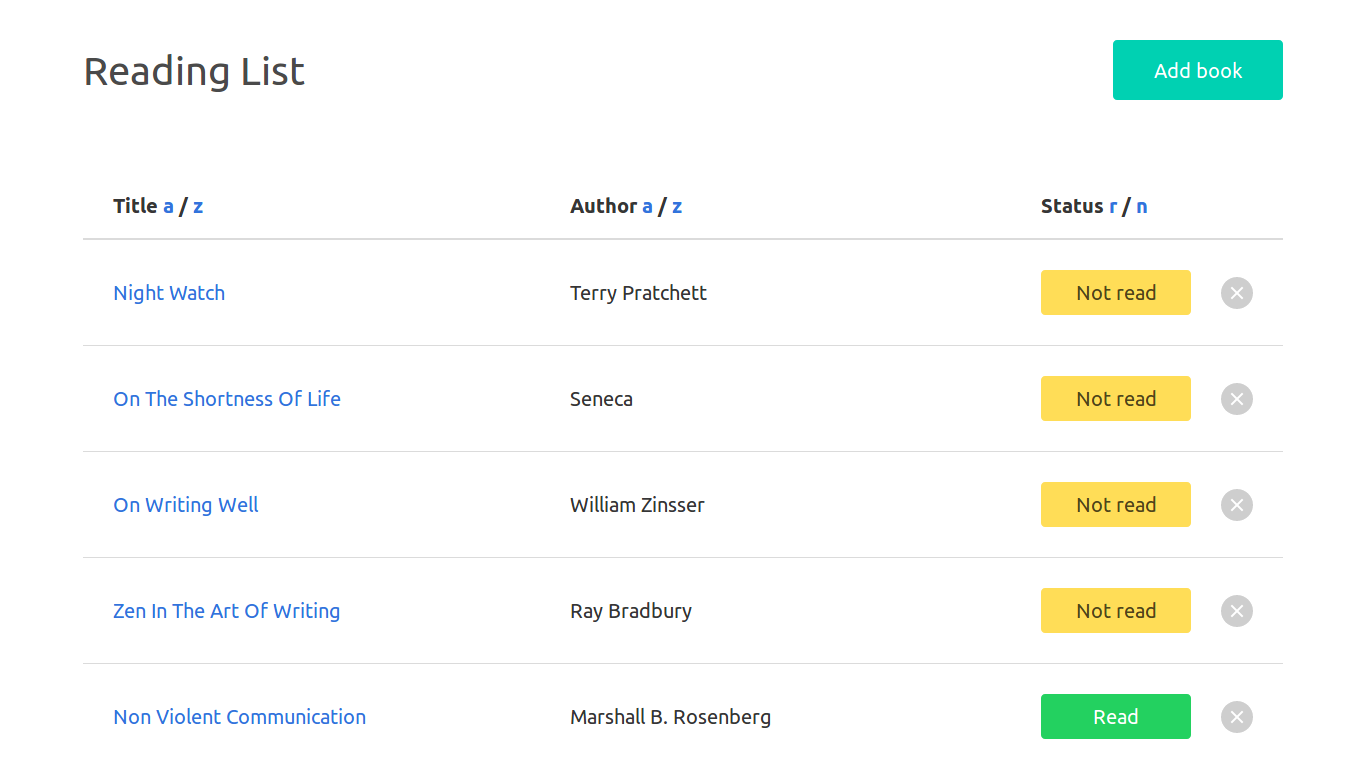 Reading List
Add book
Title a / z Author a / z Status r / n
Night Watch Terry Pratchett Not read
On The Shortness Of Life Seneca Not read
On Writing Well William Zinsser Not read
Zen In The Art Of Writing Ray Bradbury Not read
Non Violent Communication Marshall B. Rosenberg Read